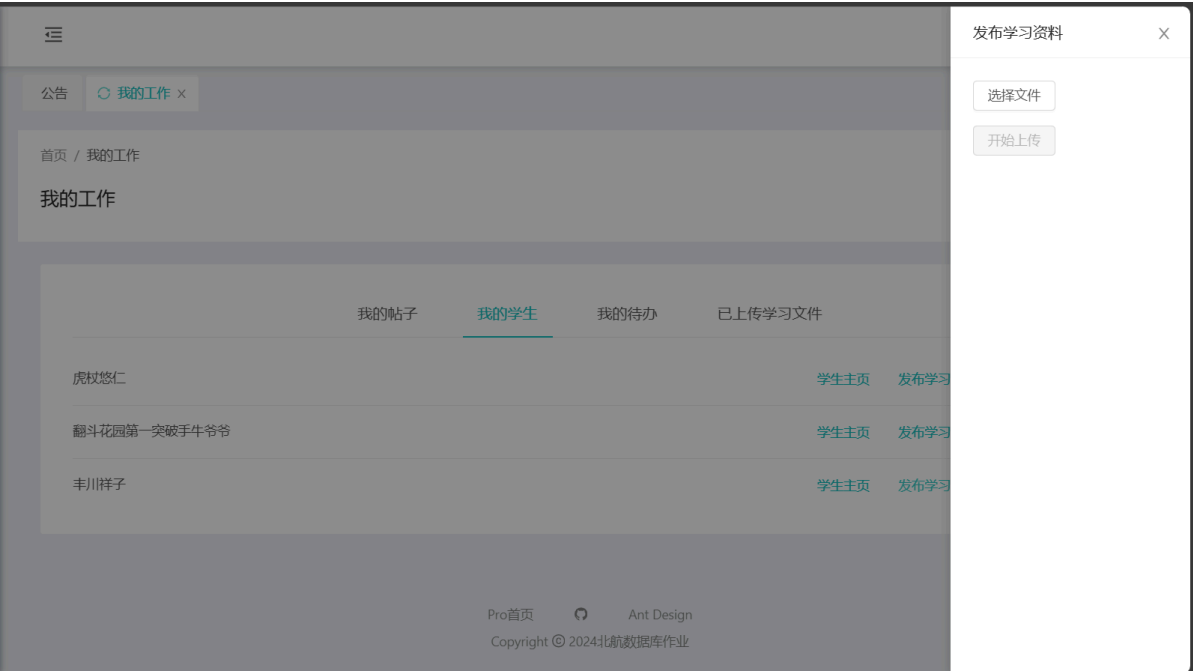 发布学习资料
选择文件
开始上传
公告 我的工作
首页 / 我的工作
我的工作
我的帖子 我的学生 我的待办 已上传学习文件
虎杖悠仁 学生主页 发布学习
翻斗花园第一突破手牛爷爷 学生主页 发布学习
丰川祥子 学生主页 发布学习
Pro首页 Ant Design
Copyright © 2024北航数据库作业